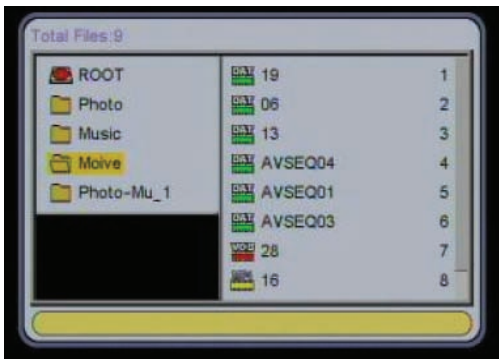 Total Files:9
ROOT
Photo
Music
Moive
Photo-Mu_1
DAT 19 1
DAT 06 2
DAT 13 3
DAT AVSEQ04 4
DAT AVSEQ01 5
DAT AVSEQ03 6
VOB 28 7
16 8